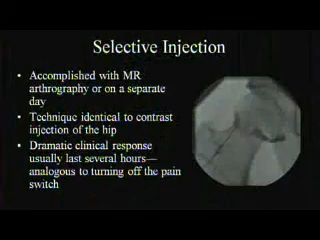 Selective Injection
• Accomplished with MR
arthrography or on a separate
day
• Technique identical to contrast
injection of the hip
• Dramatic clinical response
usually last several hours—
analogous to turning off the pain
switch